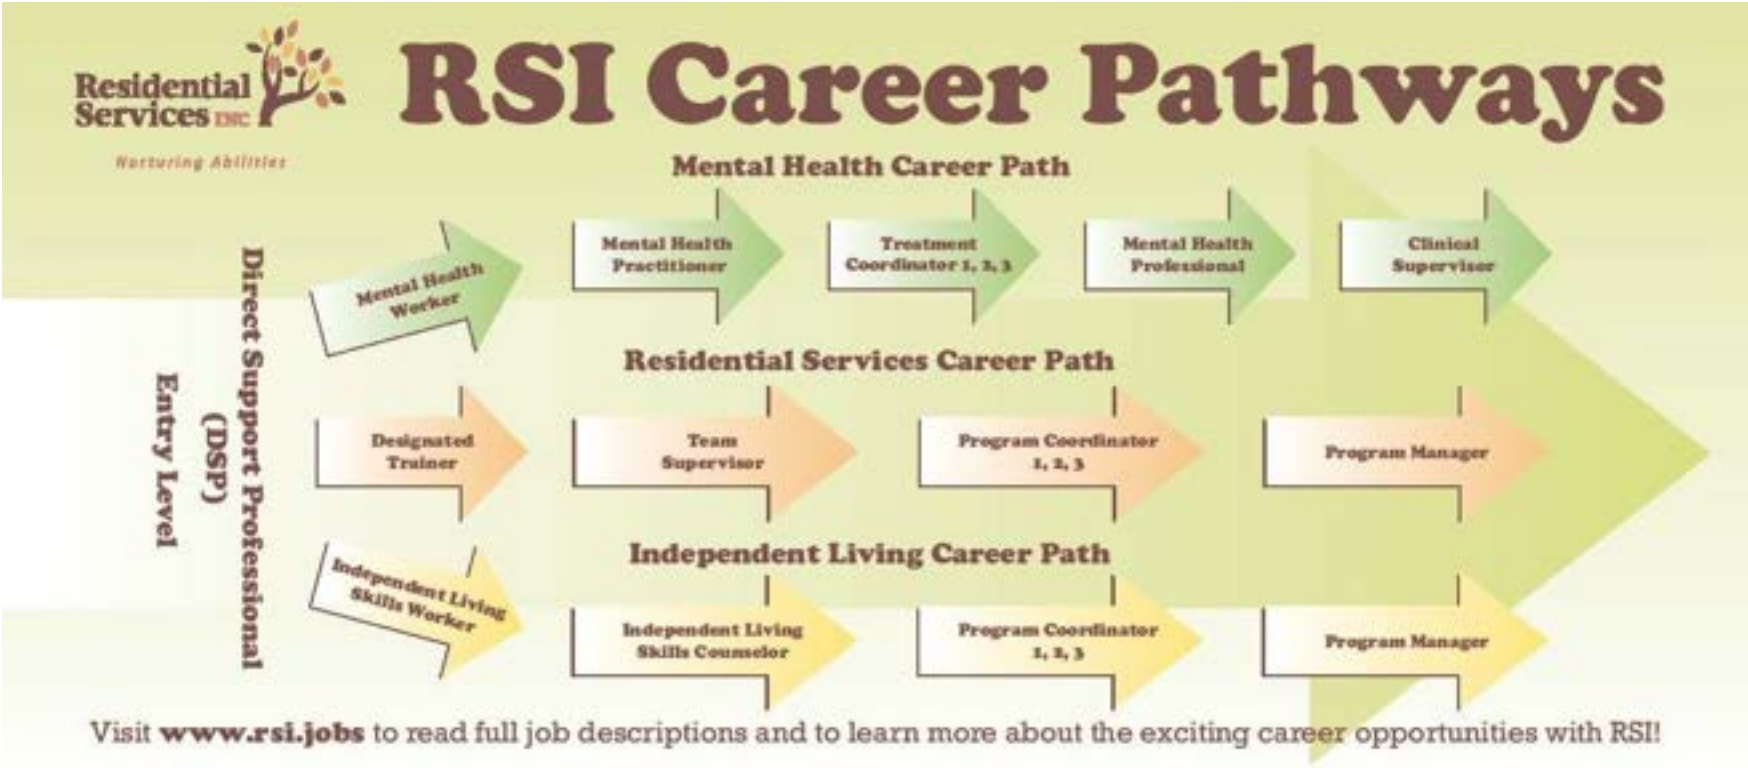 Residential
Services INC
Nurturing Abilities
RSI Career Pathways
Mental Health Career Path
Mental Health
Worker
Mental Health
Practitioner
Treatment
Coordinator 1, 2, 3
Mental Health
Professional
Clinical
Supervisor
Direct Support Professional
(DSP)
Entry Level
Residential Services Career Path
Designated
Trainer
Team
Supervisor
Program Coordinator
1, 2, 3
Program Manager
Independent Living Career Path
Independent Living
Skills Worker
Independent Living
Skills Counselor
Program Coordinator
1, 2, 3
Program Manager
Visit www.rsi.jobs to read full job descriptions and to learn more about the exciting career opportunities with RSI!